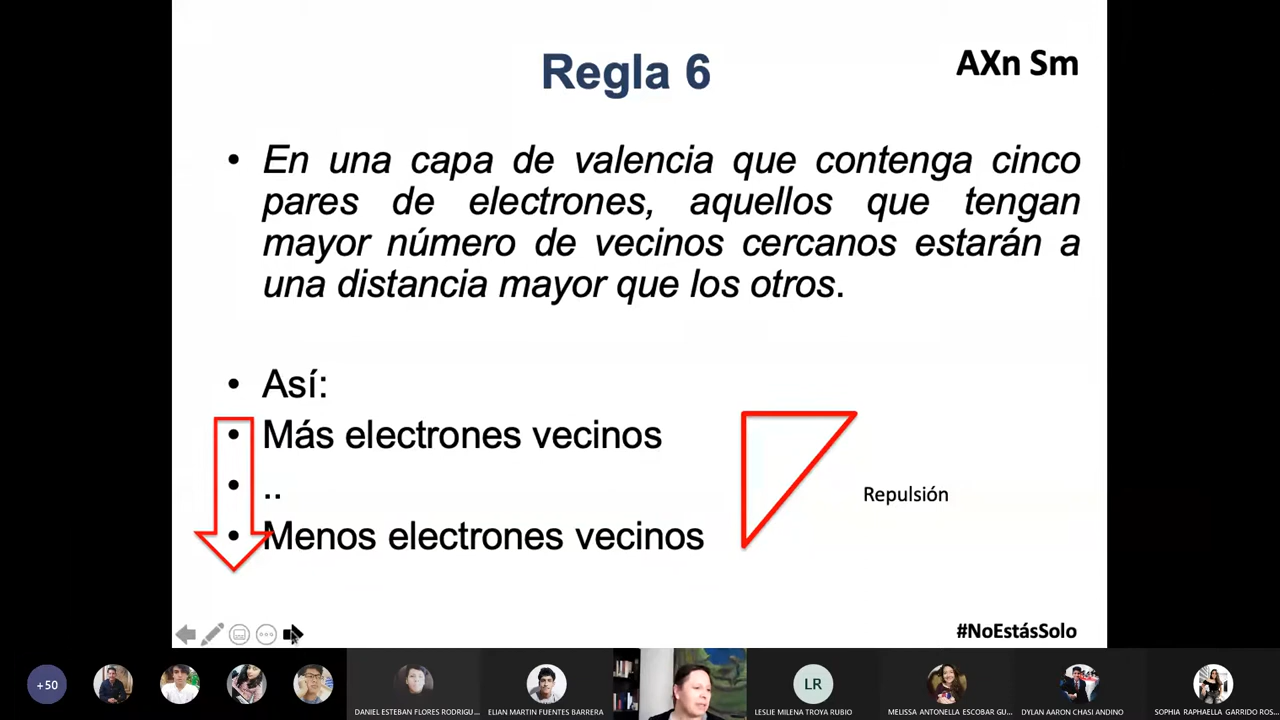 Regla 6
AXn Sm
• En una capa de valencia que contenga cinco
pares de electrones, aquellos que tengan
mayor número de vecinos cercanos estarán a
una distancia mayor que los otros.
• Así:
• Más electrones vecinos
• ..
• Menos electrones vecinos
Repulsión
#NoEstásSolo
+50
DANIEL ESTEBAN FLORES RODRIGU...
ELIAN MARTIN FUENTES BARRERA
LR
LESLIE MILENA TROYA RUBIO
MELISSA ANTONELLA ESCOBAR GU...
DYLAN AARON CHASI ANDINO
SOPHIA RAPHAELLA GARRIDO ROS...